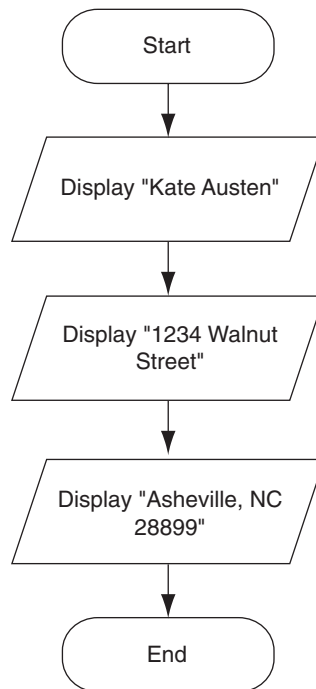 Start
Display "Kate Austen"
Display "1234 Walnut
Street"
Display "Asheville, NC
28899"
End